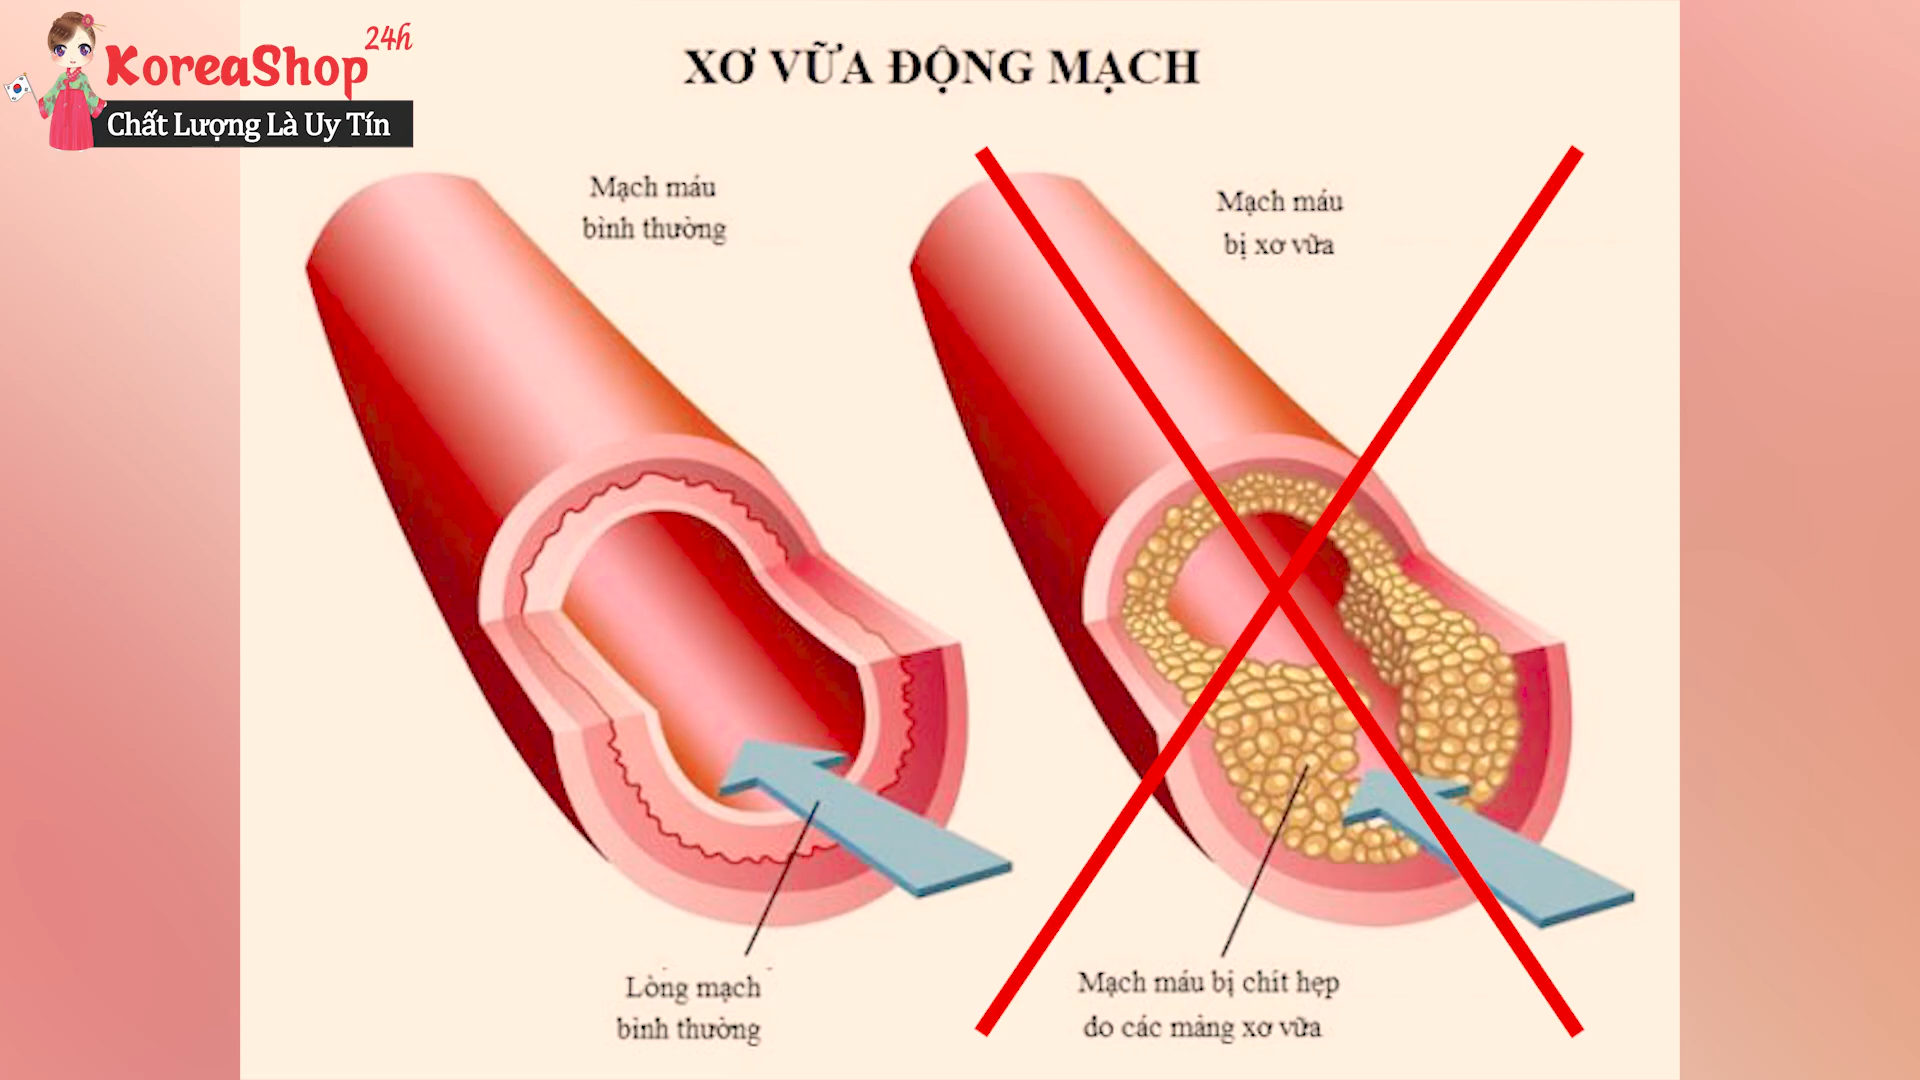 KoreaShop 24h
Chất Lượng Là Uy Tín
XƠ VỮA ĐỘNG MẠCH
Mạch máu
bình thường
Mạch máu
bị xơ vữa
Lòng mạch
bình thường
Mạch máu bị chít hẹp
do các mảng xơ vữa